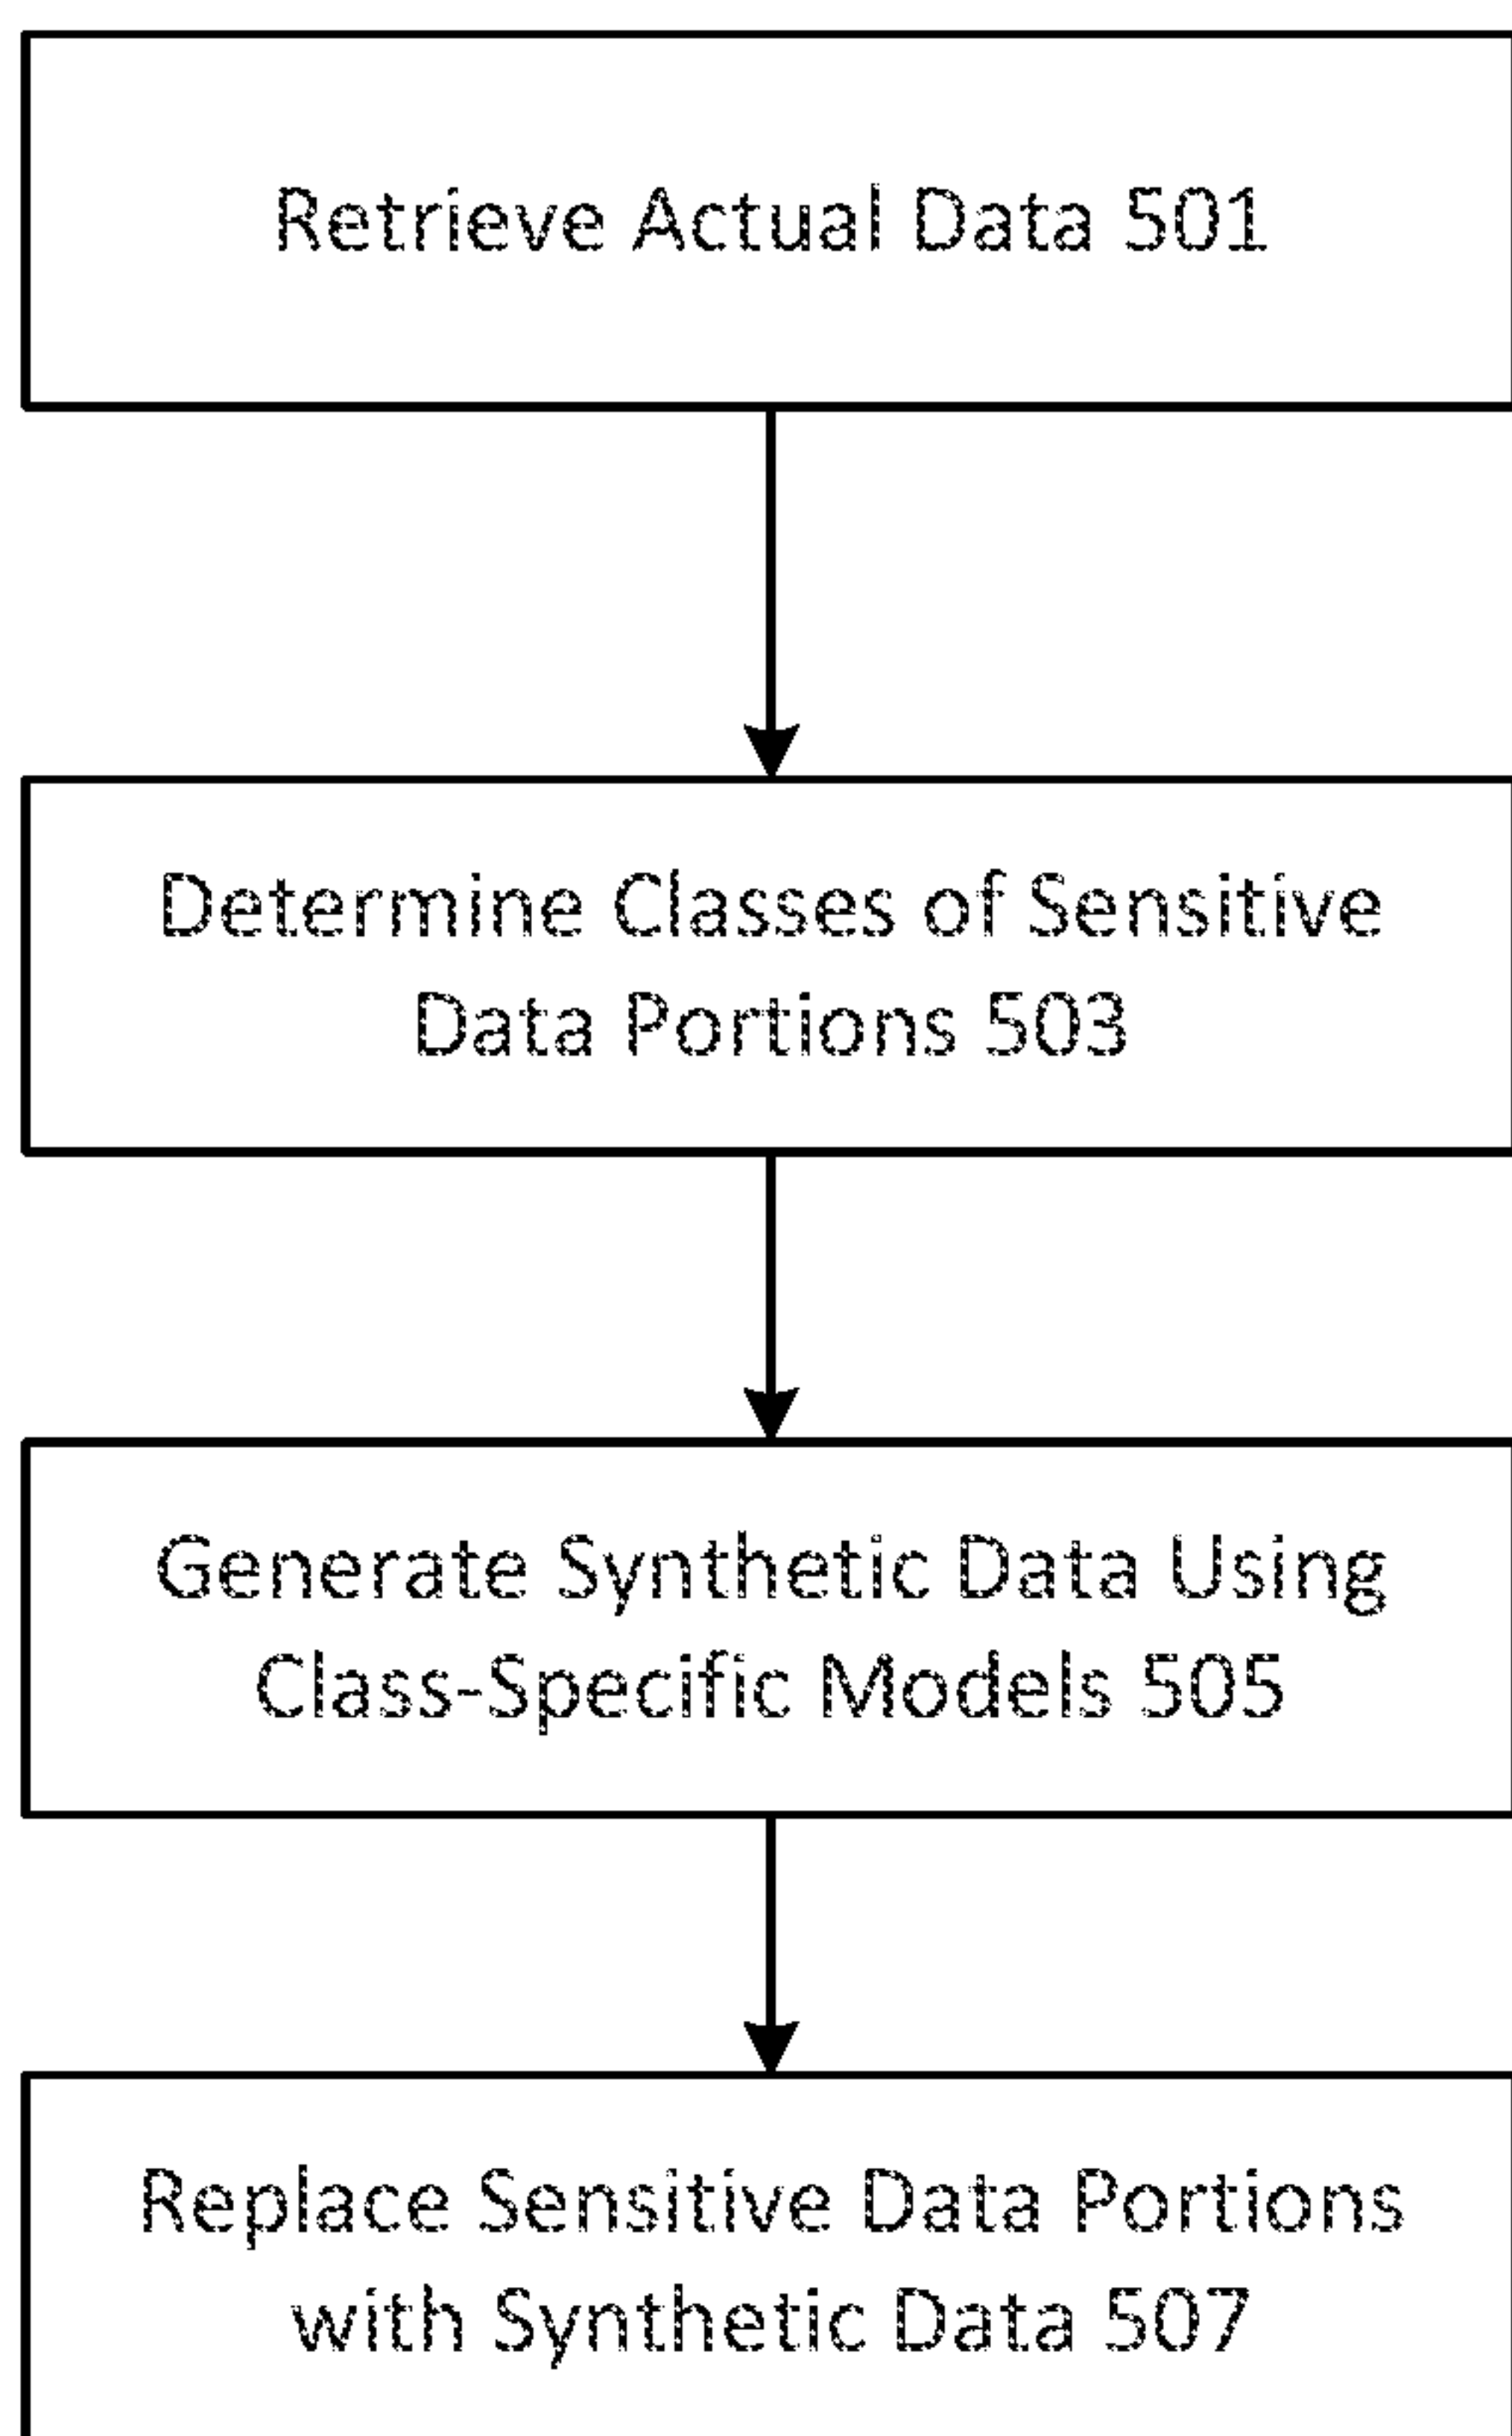 Retrieve Actual Data 501
Determine Classes of Sensitive
Data Portions 503
Generate Synthetic Data Using
Class-Specific Models 505
Replace Sensitive Data Portions
with Synthetic Data 507